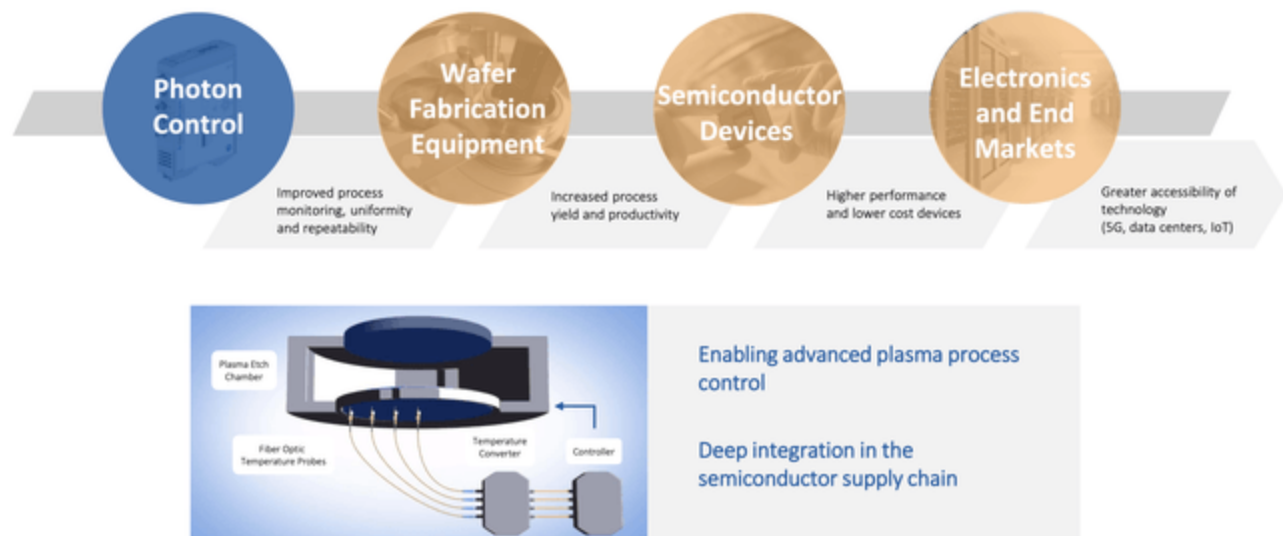 Photon
Control
Wafer
Fabrication
Equipment
Semiconductor
Devices
Electronics
and End
Markets
Improved process
monitoring, uniformity
and repeatability
Increased process
yield and productivity
Higher performance
and lower cost devices
Greater accessibility of
technology
(5G, data centers, IoT)
Plasma Etch
Chamber
Fiber Optic
Temperature Probes
Temperature
Converter
Controller
Enabling advanced plasma process
control
Deep integration in the
semiconductor supply chain